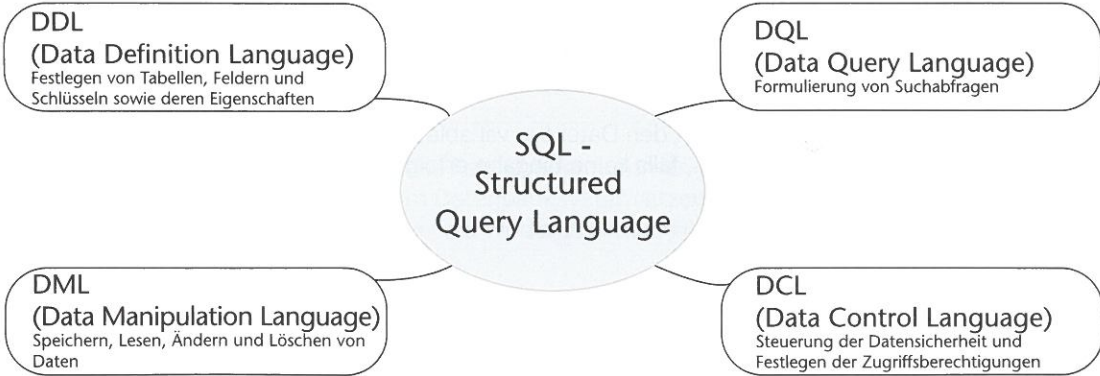 DDL
(Data Definition Language)
Festlegen von Tabellen, Feldern und
Schlüsseln sowie deren Eigenschaften
DQL
(Data Query Language)
Formulierung von Suchabfragen
SQL -
Structured
Query Language
DML
(Data Manipulation Language)
Speichern, Lesen, Ändern und Löschen von
Daten
DCL
(Data Control Language)
Steuerung der Datensicherheit und
Festlegen der Zugriffsberechtigungen